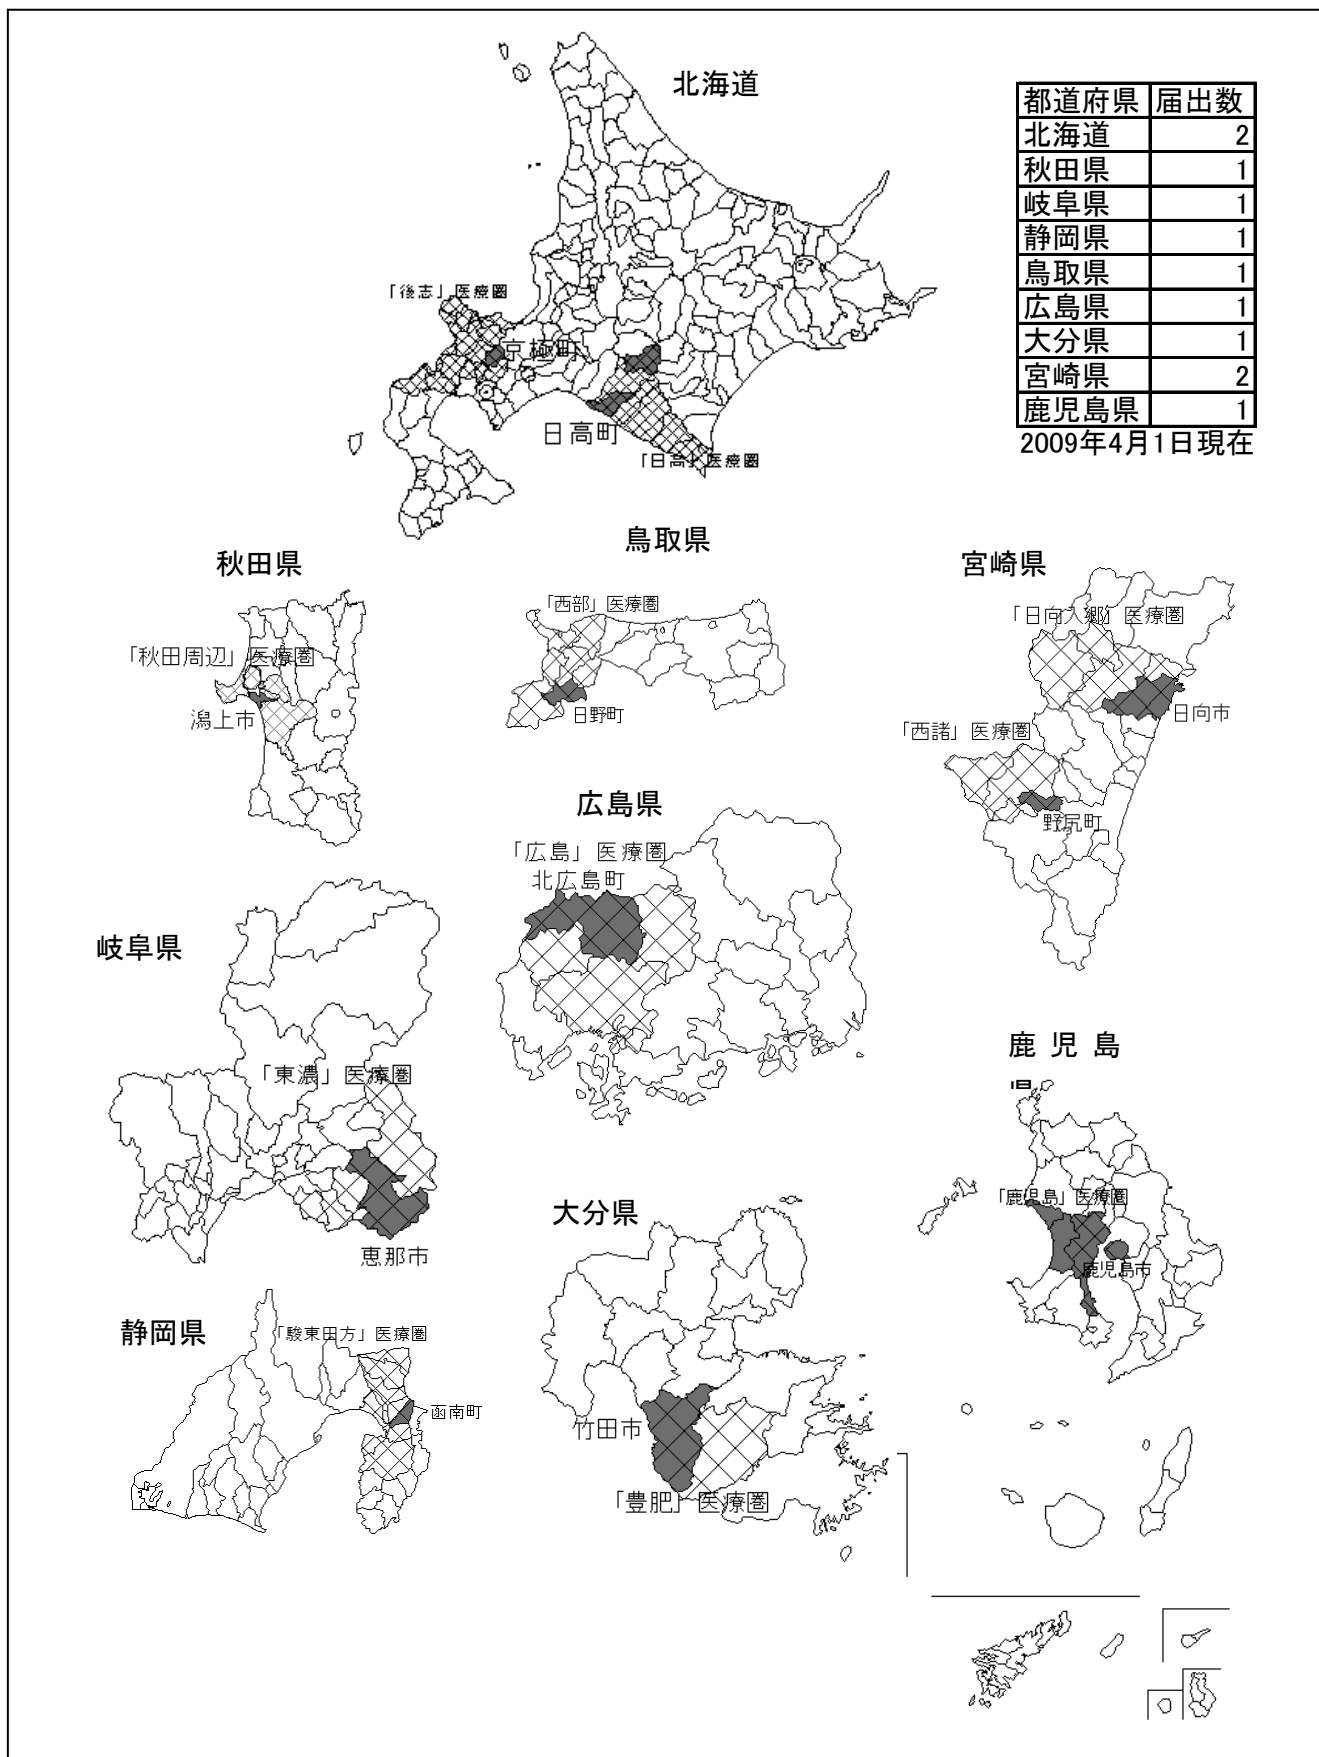 北海道
都道府県 届出数
北海道 2
秋田県 1
岐阜県 1
静岡県 1
鳥取県 1
広島県 1
大分県 1
宮崎県 2
鹿児島県 1
2009年4月1日現在
「後志」医療圏
京極町
日高町
「日高」医療圏
秋田県
「秋田周辺」医療圏
潟上市
鳥取県
「西部」医療圏
日野町
宮崎県
「日向入郷」医療圏
日向市
「西諸」医療圏
野尻町
広島県
「広島」医療圏
北広島町
岐阜県
「東濃」医療圏
恵那市
鹿児島
県
「鹿児島」医療圏
鹿児島市
大分県
竹田市
「豊肥」医療圏
静岡県
「駿東田方」医療圏
函南町